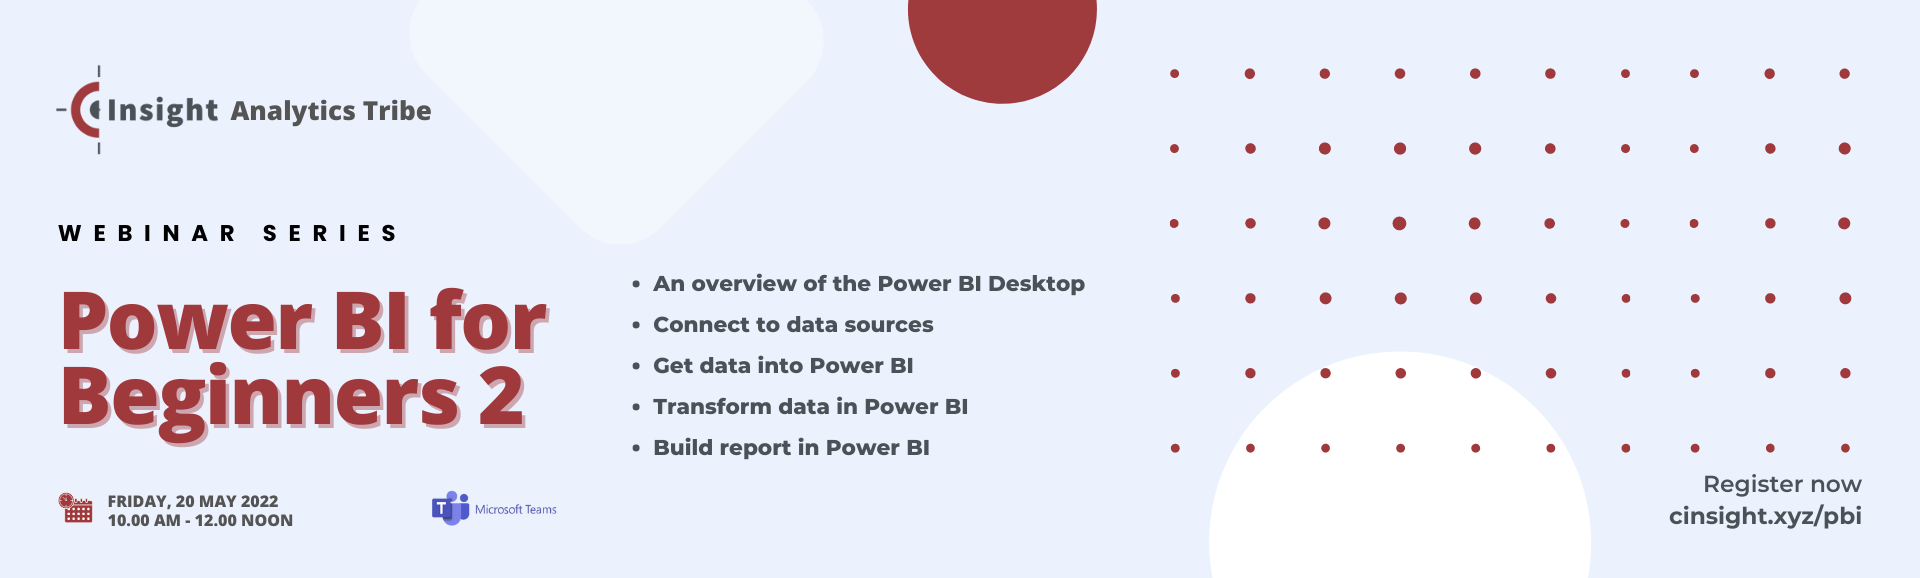 Insight Analytics Tribe
WEBINAR SERIES
Power BI for
Beginners 2
• An overview of the Power BI Desktop
• Connect to data sources
• Get data into Power BI
• Transform data in Power BI
• Build report in Power BI
FRIDAY, 20 MAY 2022
10.00 AM - 12.00 NOON
T Microsoft Teams
Register now
cinsight.xyz/pbi